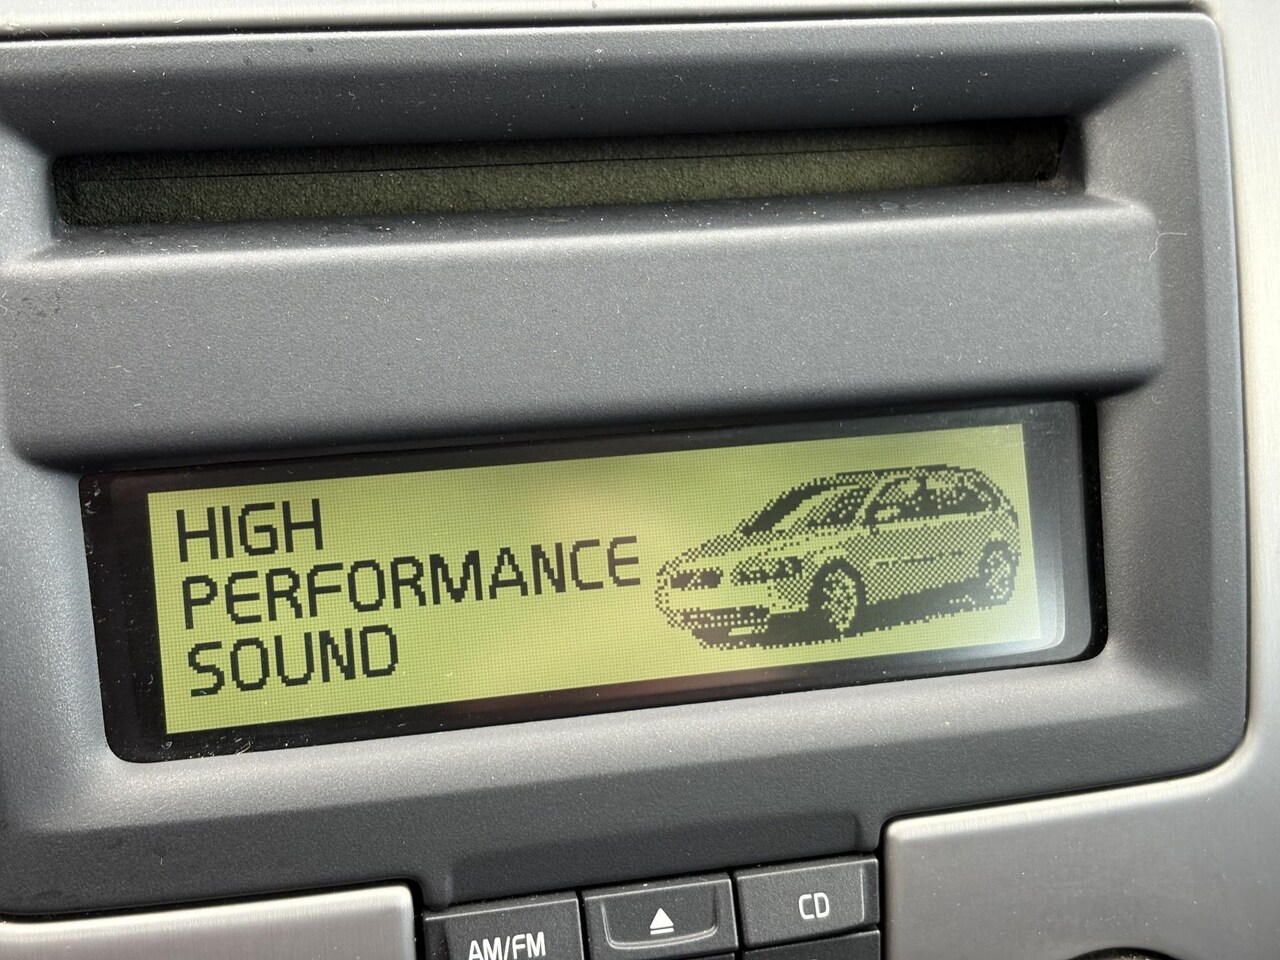 HIGH
PERFORMANCE
SOUND
AM/FM
CD